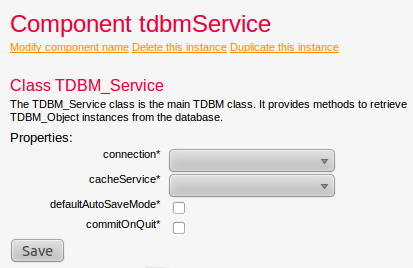 Component tdbmService
Modify component name Delete this instance Duplicate this instance
Class TDBM_Service
The TDBM_Service class is the main TDBM class. It provides methods to retrieve
TDBM_Object instances from the database.
Properties:
connection*
cacheService*
defaultAutoSaveMode*
commitOnQuit*
Save